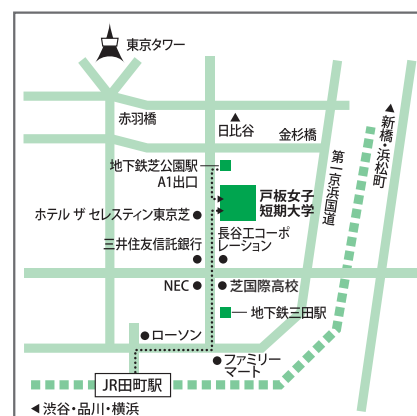 東京タワー
赤羽橋
▲
日比谷
金杉橋
▲新橋・浜松町
第一京浜国道
地下鉄芝公園駅
A1出口
戸板女子
短期大学
ホテル ザ セレスティン東京芝
長谷工コーポ
レーション
三井住友信託銀行
NEC
芝国際高校
地下鉄三田駅
ローソン
ファミリー
マート
JR田町駅
◀渋谷・品川・横浜